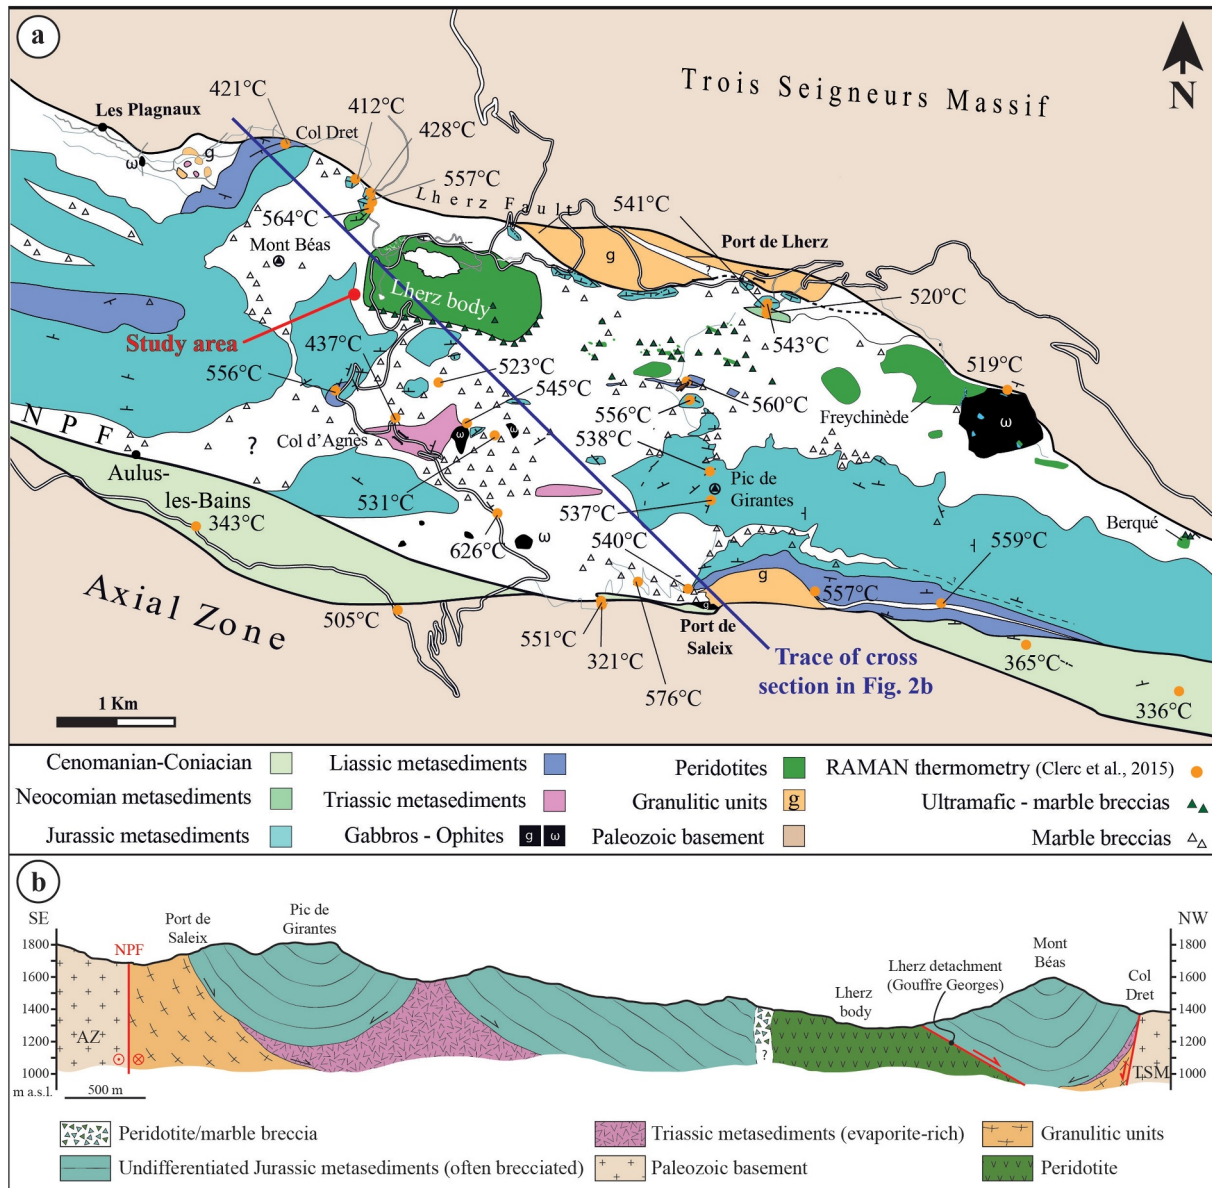 a
Trois Seigneurs Massif
N
421°C
Les Plagnaux
412°C
Col Dret
428°C
ω
g
557°C
Lherz Fault
541°C
564°C
Port de Lherz
Mont Béas
g
?
Lherz body
520°C
Study area
437°C
543°C
523°C
519°C
556°C
545°C
560°C
556°C
Freychinède
ω
NPF
538°C
Col d'Agnès
ω
ω
?
Aulus-
les-Bains
Pic de
Girantes
531°C
537°C
343°C
Berqué
626°C
ω
540°C
559°C
g
557°C
Axial Zone
505°C
g
551°C
Port de
Saleix
321°C
365°C
Trace of cross
section in Fig. 2b
576°C
336°C
1 Km
Cenomanian-Coniacian
Liassic metasediments
Peridotites
RAMAN thermometry (Clerc et al., 2015)
Neocomian metasediments
Triassic metasediments
Granulitic units
g
Ultramafic - marble breccias
Jurassic metasediments
Gabbros - Ophites
g
ω
Paleozoic basement
Marble breccias
b
SE
NW
Port de
Saleix
Pic de
Girantes
Mont
Béas
Col
Dret
NPF
Lherz detachment
(Gouffre Georges)
Lherz
body
1800
1600
1400
1200
1000
m a.s.l.
1800
1600
1400
1200
1000
AZ
?
TSM
500 m
Peridotite/marble breccia
Triassic metasediments (evaporite-rich)
Granulitic units
Undifferentiated Jurassic metasediments (often brecciated)
Paleozoic basement
Peridotite